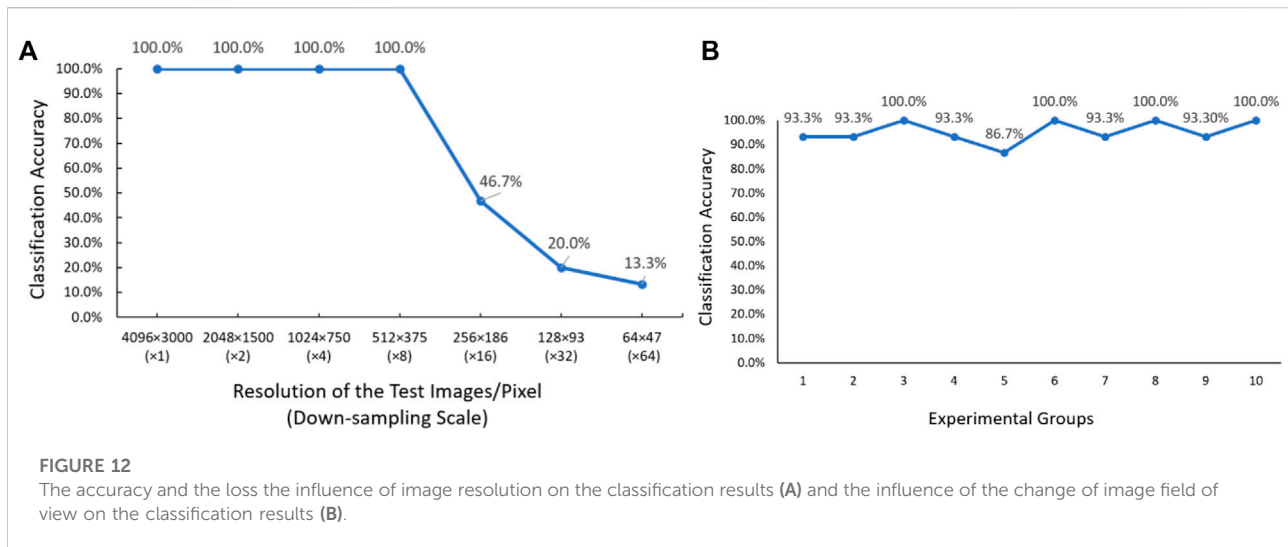 A
100.0% 100.0% 100.0% 100.0%
100.0%
90.0%
80.0%
70.0%
60.0%
50.0%
40.0%
30.0%
20.0%
10.0%
0.0%
Classification Accuracy
46.7%
20.0%
13.3%
4096×3000 2048×1500 1024×750 512×375 256×186 128×93 64×47
(×1) (×2) (×4) (×8) (×16) (×32) (×64)
Resolution of the Test Images/Pixel
(Down-sampling Scale)
B
93.3% 93.3% 100.0% 93.3% 86.7% 100.0% 93.3% 100.0% 93.30% 100.0%
100.0%
90.0%
80.0%
70.0%
60.0%
50.0%
40.0%
30.0%
20.0%
10.0%
0.0%
Classification Accuracy
1 2 3 4 5 6 7 8 9 10
Experimental Groups
FIGURE 12
The accuracy and the loss the influence of image resolution on the classification results (A) and the influence of the change of image field of
view on the classification results (B).